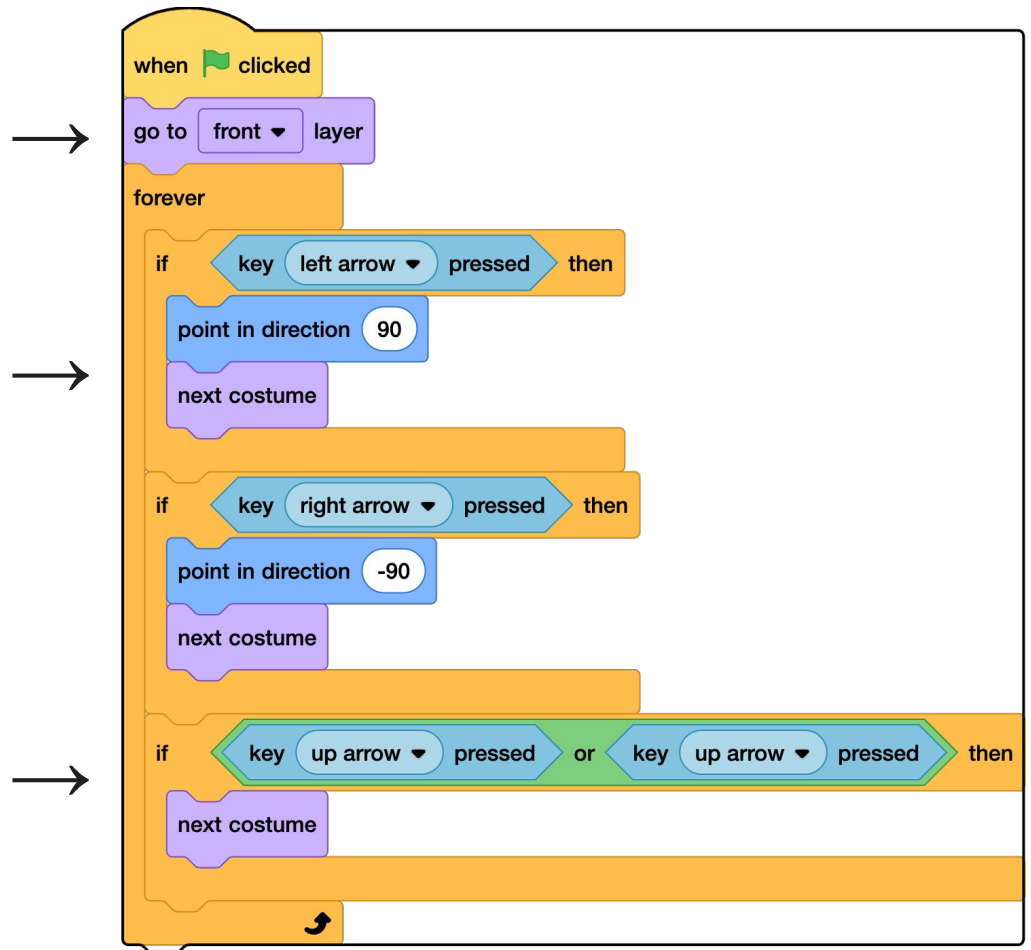 when clicked
go to front layer
forever
if key left arrow pressed then
point in direction 90
next costume
if key right arrow pressed then
point in direction -90
next costume
if key up arrow pressed or key up arrow pressed then
next costume